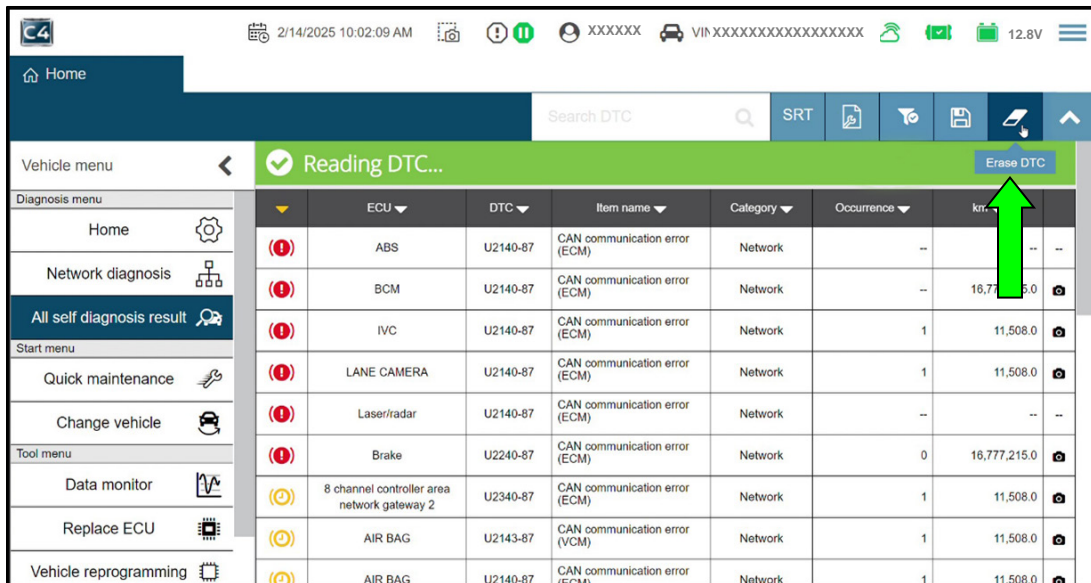 C4
2/14/2025 10:02:09 AM XXXXXX VIN XXXXXXXXXXXXXXXXX 12.8V
Home
Search DTC SRT
Vehicle menu Reading DTC... Erase DTC
Diagnosis menu
ECU DTC Item name Category Occurrence km
Home
ABS U2140-87 CAN communication error
(ECM) Network -- -- --
Network diagnosis
BCM U2140-87 CAN communication error
(ECM) Network -- 16,777,215.0
All self diagnosis result
IVC U2140-87 CAN communication error
(ECM) Network 1 11,508.0
Start menu
Quick maintenance
LANE CAMERA U2140-87 CAN communication error
(ECM) Network 1 11,508.0
Change vehicle
Laser/radar U2140-87 CAN communication error
(ECM) Network -- -- --
Tool menu
Brake U2240-87 CAN communication error
(ECM) Network 0 16,777,215.0
Data monitor
8 channel controller area
network gateway 2 U2340-87 CAN communication error
(ECM) Network 1 11,508.0
Replace ECU
AIR BAG U2143-87 CAN communication error
(VCM) Network 1 11,508.0
Vehicle reprogramming
AIR BAG U2140-87 CAN communication error
(ECM) Network 1 11,508.0